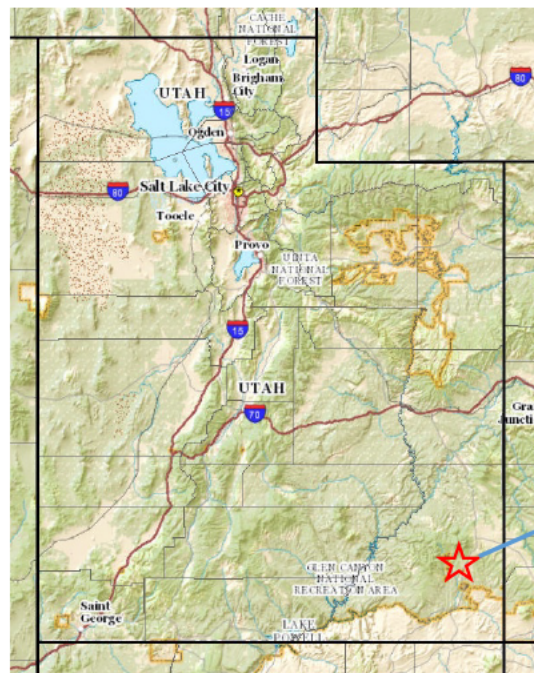 CACHE
NATIONAL
FOREST
Logan
Brigham
City
UTAH
80
15
Ogden
80
Salt Lake City
Tooele
Provo
UINTA
NATIONAL
FOREST
15
UTAH
70
Gra
Junction
GLEN CANYON
NATIONAL
RECREATION AREA
Saint
George
LAKE
POWELL